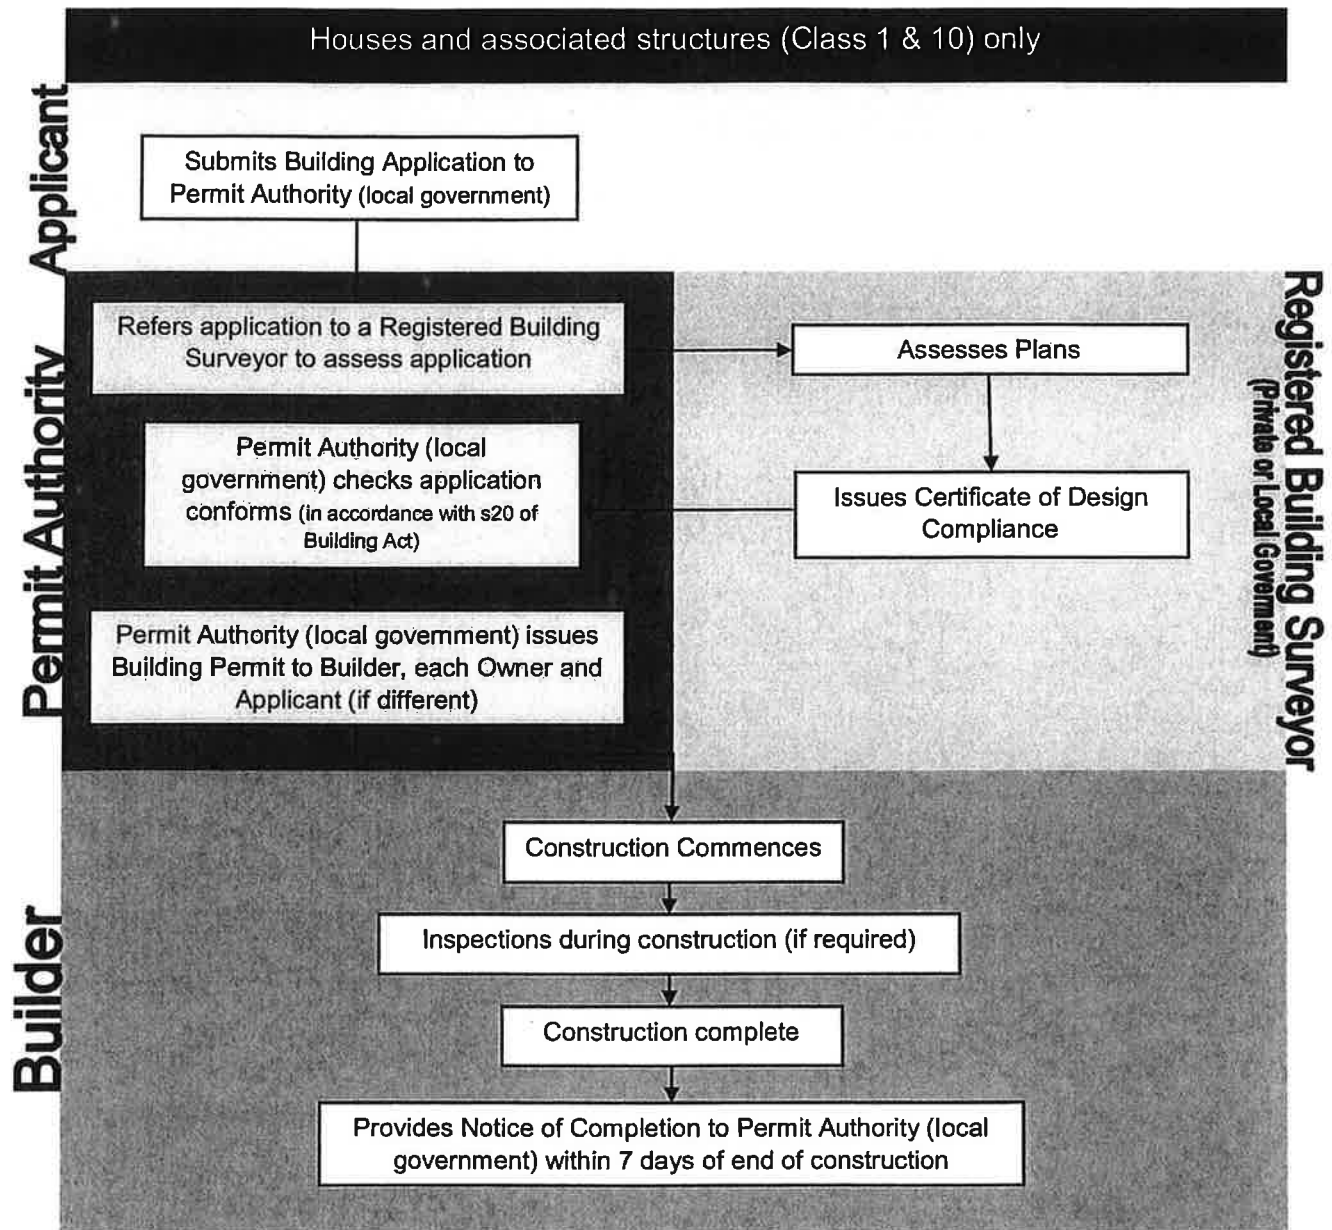 Houses and associated structures (Class 1 & 10) only
Applicant
Submits Building Application to
Permit Authority (local government)
Permit Authority
Refers application to a Registered Building
Surveyor to assess application
Assesses Plans
Permit Authority (local
government) checks application
conforms (in accordance with s20 of
Building Act)
Issues Certificate of Design
Compliance
Permit Authority (local government) issues
Building Permit to Builder, each Owner and
Applicant (if different)
Registered Building Surveyor
(Private or Local Government)
Builder
Construction Commences
Inspections during construction (if required)
Construction complete
Provides Notice of Completion to Permit Authority (local
government) within 7 days of end of construction